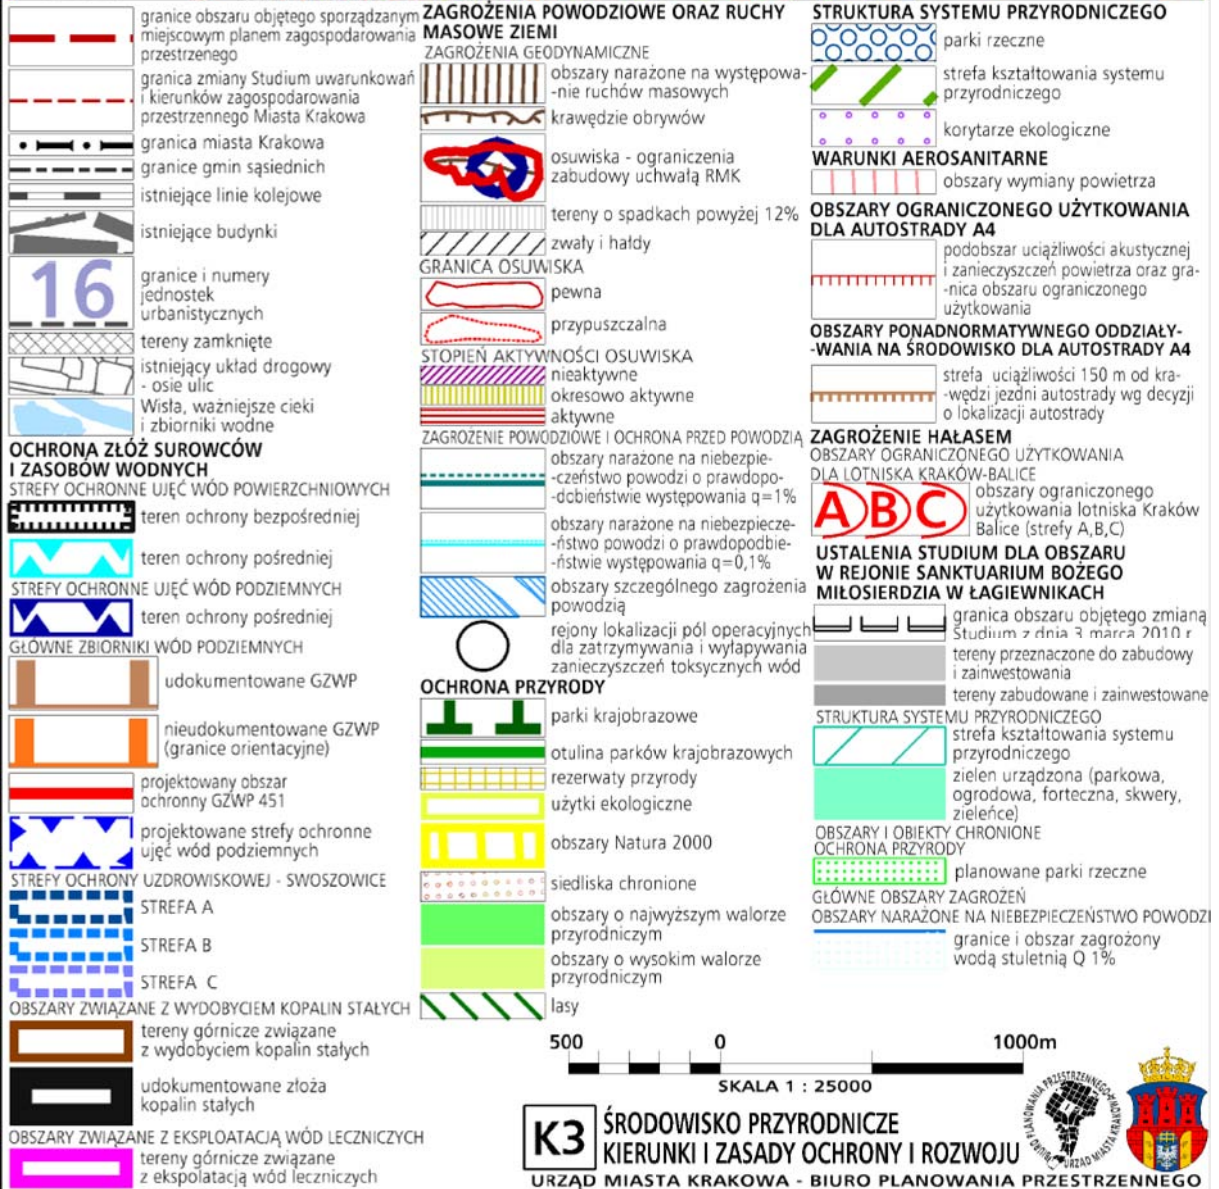 granice obszaru objętego sporządzanym
miejscowym planem zagospodarowania
przestrzenego
granica zmiany Studium uwarunkowań
i kierunków zagospodarowania
przestrzennego Miasta Krakowa
granica miasta Krakowa
granice gmin sąsiednich
istniejące linie kolejowe
istniejące budynki
16
granice i numery
jednostek
urbanistycznych
tereny zamknięte
istniejący układ drogowy
- osie ulic
Wisła, ważniejsze cieki
i zbiorniki wodne
OCHRONA ZŁÓŻ SUROWCÓW
I ZASOBÓW WODNYCH
STREFY OCHRONNE UJĘĆ WÓD POWIERZCHNIOWYCH
teren ochrony bezpośredniej
teren ochrony pośredniej
STREFY OCHRONNE UJĘĆ WÓD PODZIEMNYCH
teren ochrony pośredniej
GŁÓWNE ZBIORNIKI WÓD PODZIEMNYCH
udokumentowane GZWP
nieudokumentowane GZWP
(granice orientacyjne)
projektowany obszar
ochronny GZWP 451
projektowane strefy ochronne
ujęć wód podziemnych
STREFY OCHRONY UZDROWISKOWEJ - SWOSZOWICE
STREFA A
STREFA B
STREFA C
OBSZARY ZWIĄZANE Z WYDOBYCIEM KOPALIN STAŁYCH
tereny górnicze związane
z wydobyciem kopalin stałych
udokumentowane złoża
kopalin stałych
OBSZARY ZWIĄZANE Z EKSPLOATACJĄ WÓD LECZNICZYCH
tereny górnicze związane
z ekspolatacją wód leczniczych
ZAGROŻENIA POWODZIOWE ORAZ RUCHY
MASOWE ZIEMI
ZAGROŻENIA GEODYNAMICZNE
obszary narażone na występowa-
-nie ruchów masowych
krawędzie obrywów
osuwiska - ograniczenia
zabudowy uchwałą RMK
tereny o spadkach powyżej 12%
zwały i hałdy
GRANICA OSUWISKA
pewna
przypuszczalna
STOPIEŃ AKTYWNOŚCI OSUWISKA
nieaktywne
okresowo aktywne
aktywne
ZAGROŻENIE POWODZIOWE I OCHRONA PRZED POWODZIĄ
obszary narażone na niebezpie-
-czeństwo powodzi o prawdopo-
-dobieństwie występowania q=1%
obszary narażone na niebezpiecze-
-ństwo powodzi o prawdopodbie-
-ństwie występowania q=0,1%
obszary szczególnego zagrożenia
powodzią
rejony lokalizacji pól operacyjnych
dla zatrzymywania i wyłapywania
zanieczyszczeń toksycznych wód
OCHRONA PRZYRODY
parki krajobrazowe
otulina parków krajobrazowych
rezerwaty przyrody
użytki ekologiczne
obszary Natura 2000
siedliska chronione
obszary o najwyższym walorze
przyrodniczym
obszary o wysokim walorze
przyrodniczym
lasy
STRUKTURA SYSTEMU PRZYRODNICZEGO
parki rzeczne
strefa kształtowania systemu
przyrodniczego
korytarze ekologiczne
WARUNKI AEROSANITARNE
obszary wymiany powietrza
OBSZARY OGRANICZONEGO UŻYTKOWANIA
DLA AUTOSTRADY A4
podobszar uciążliwości akustycznej
i zanieczyszczeń powietrza oraz gra-
-nica obszaru ograniczonego
użytkowania
OBSZARY PONADNORMATYWNEGO ODDZIAŁY-
-WANIA NA ŚRODOWISKO DLA AUTOSTRADY A4
strefa uciążliwości 150 m od kra-
-wędzi jezdni autostrady wg decyzji
o lokalizacji autostrady
ZAGROŻENIE HAŁASEM
OBSZARY OGRANICZONEGO UŻYTKOWANIA
DLA LOTNISKA KRAKÓW-BALICE
A B C
obszary ograniczonego
użytkowania lotniska Kraków
Balice (strefy A,B,C)
USTALENIA STUDIUM DLA OBSZARU
W REJONIE SANKTUARIUM BOŻEGO
MIŁOSIERDZIA W ŁAGIEWNIKACH
granica obszaru objętego zmianą
Studium z dnia 3 marca 2010 r
tereny przeznaczone do zabudowy
i zainwestowania
tereny zabudowane i zainwestowane
STRUKTURA SYSTEMU PRZYRODNICZEGO
strefa kształtowania systemu
przyrodniczego
zielen urządzona (parkowa,
ogrodowa, forteczna, skwery,
zieleńce)
OBSZARY I OBIEKTY CHRONIONE
OCHRONA PRZYRODY
planowane parki rzeczne
GŁÓWNE OBSZARY ZAGROŻEŃ
OBSZARY NARAŻONE NA NIEBEZPIECZEŃSTWO POWODZI
granice i obszar zagrożony
wodą stuletnią Q 1%
500 0 1000m
SKALA 1 : 25000
K3
ŚRODOWISKO PRZYRODNICZE
KIERUNKI I ZASADY OCHRONY I ROZWOJU
URZĄD MIASTA KRAKOWA - BIURO PLANOWANIA PRZESTRZENNEGO
BIURO PLANOWANIA PRZESTRZENNEGO
URZĄD MIASTA KRAKOWA